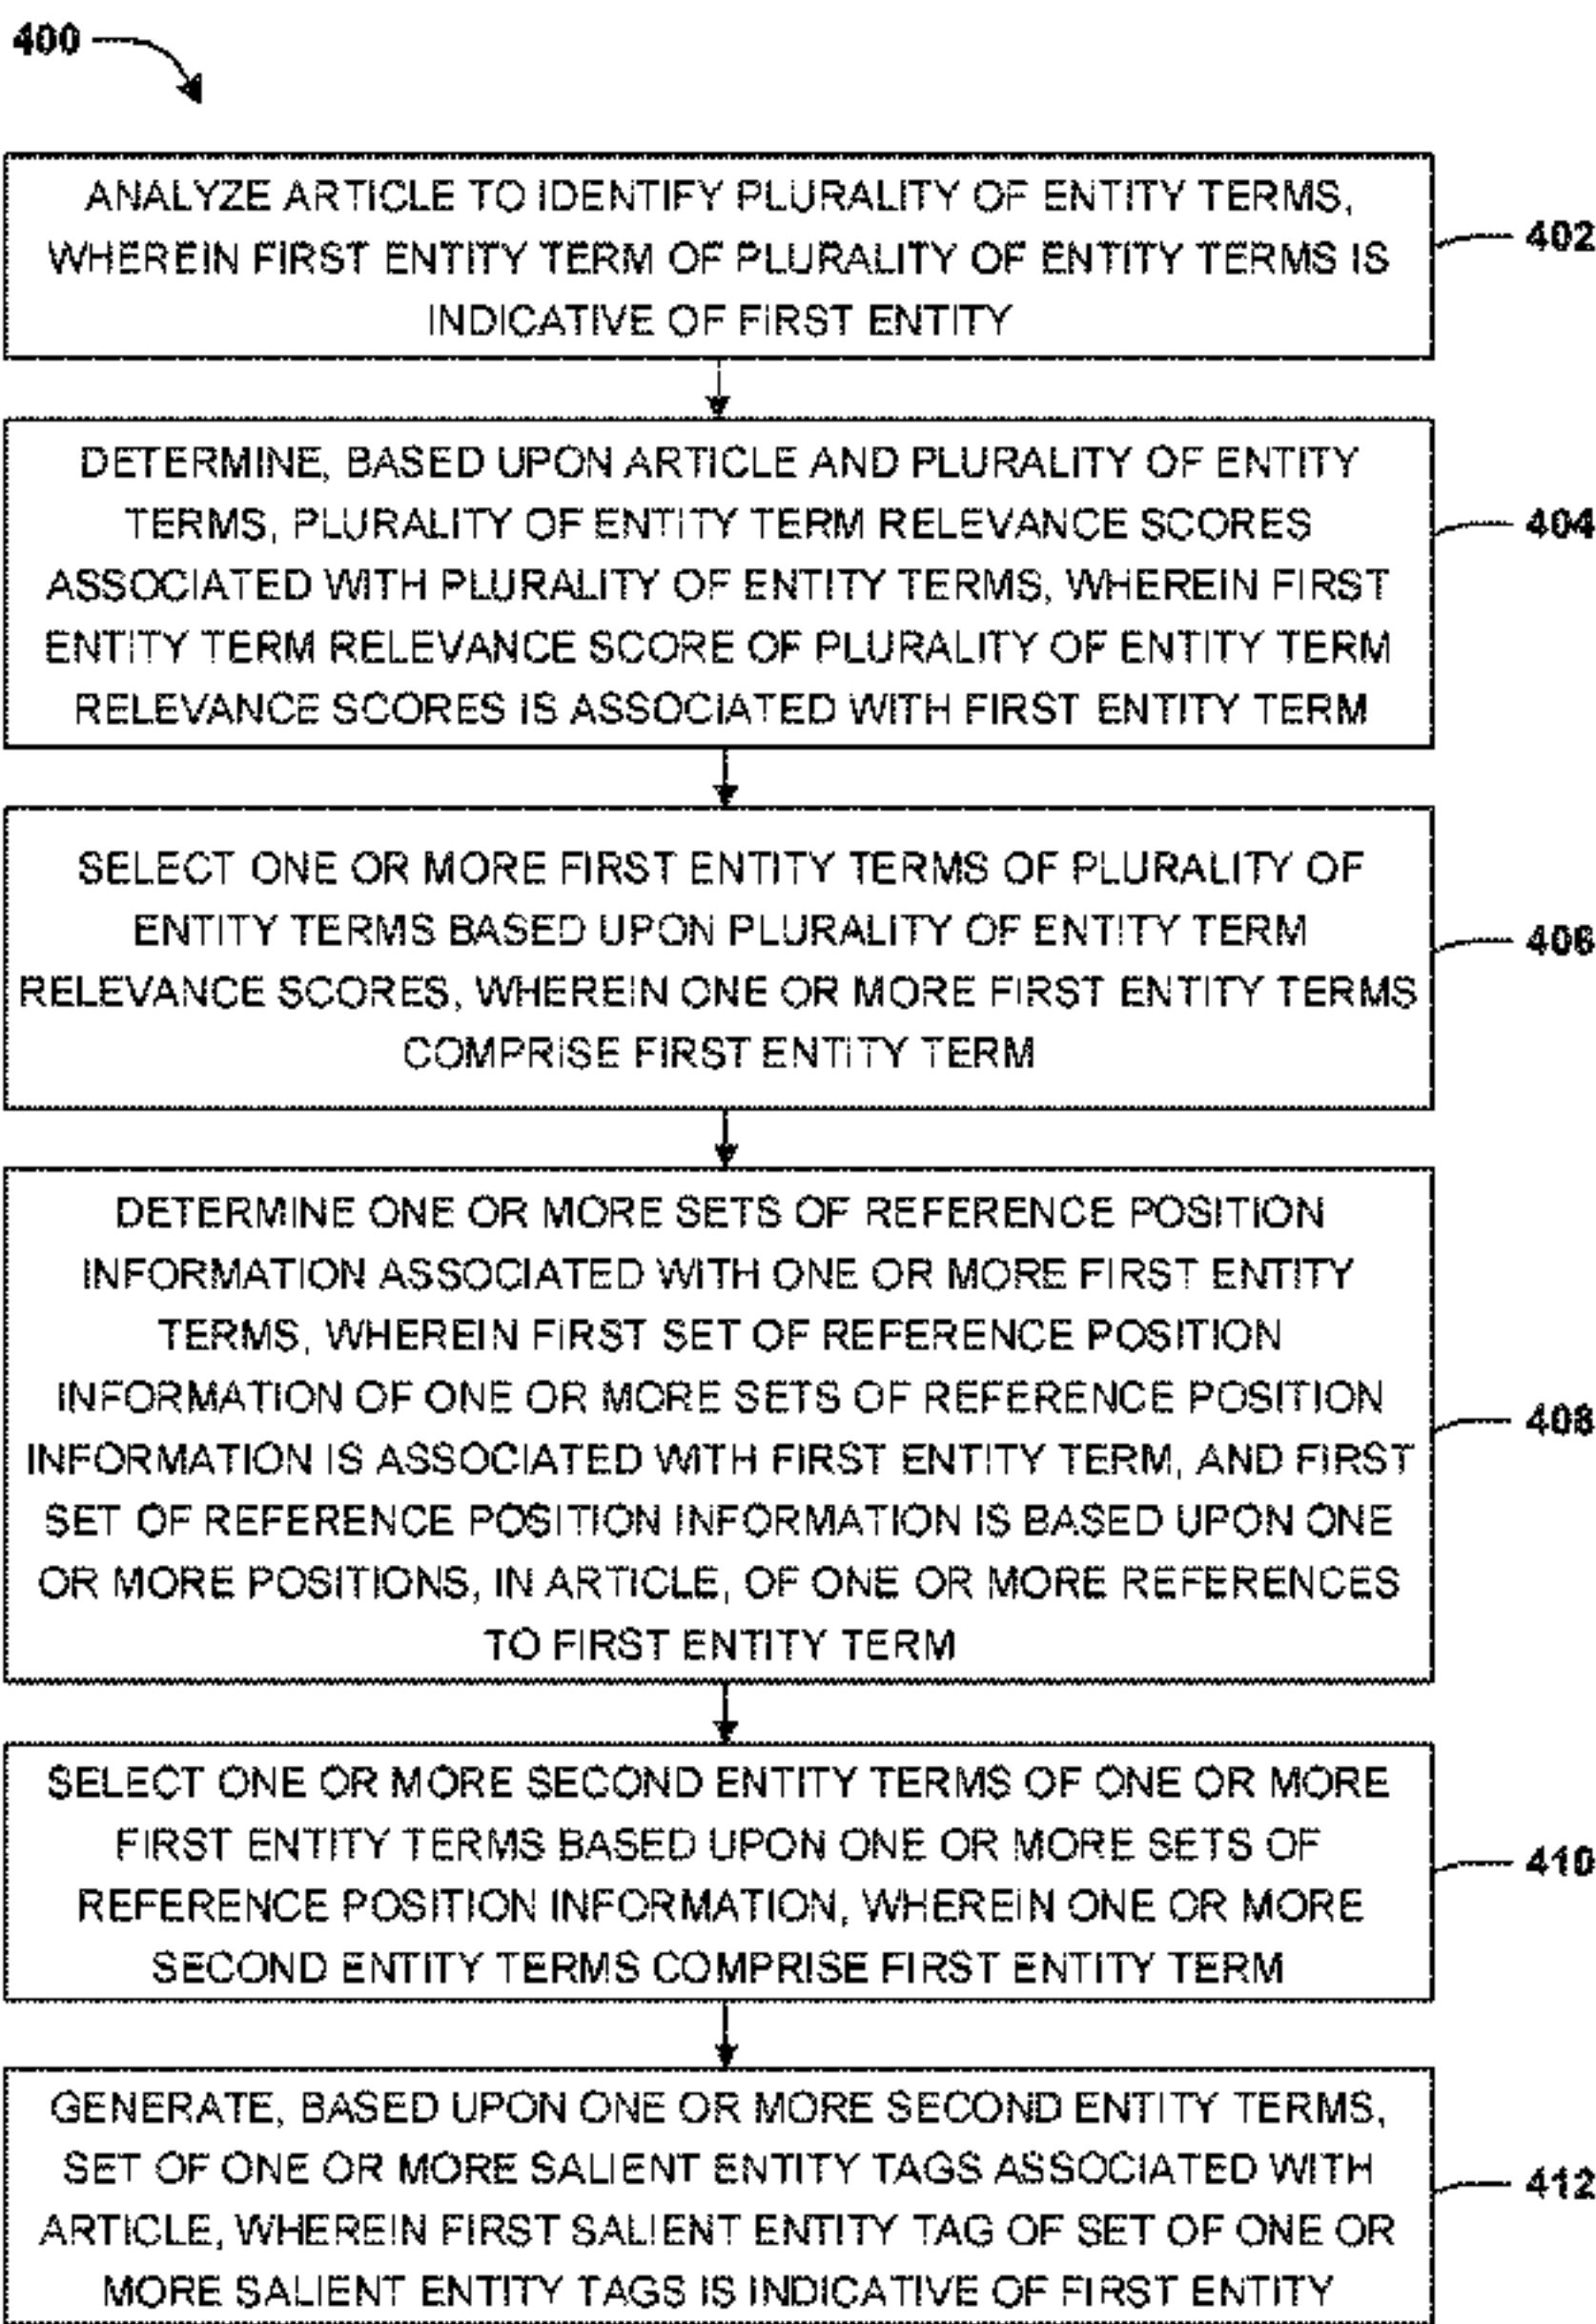 400
ANALYZE ARTICLE TO IDENTIFY PLURALITY OF ENTITY TERMS,
WHEREIN FIRST ENTITY TERM OF PLURALITY OF ENTITY TERMS IS
INDICATIVE OF FIRST ENTITY
402
DETERMINE, BASED UPON ARTICLE AND PLURALITY OF ENTITY
TERMS, PLURALITY OF ENTITY TERM RELEVANCE SCORES
ASSOCIATED WITH PLURALITY OF ENTITY TERMS, WHEREIN FIRST
ENTITY TERM RELEVANCE SCORE OF PLURALITY OF ENTITY TERM
RELEVANCE SCORES IS ASSOCIATED WITH FIRST ENTITY TERM
404
SELECT ONE OR MORE FIRST ENTITY TERMS OF PLURALITY OF
ENTITY TERMS BASED UPON PLURALITY OF ENTITY TERM
RELEVANCE SCORES, WHEREIN ONE OR MORE FIRST ENTITY TERMS
COMPRISE FIRST ENTITY TERM
406
DETERMINE ONE OR MORE SETS OF REFERENCE POSITION
INFORMATION ASSOCIATED WITH ONE OR MORE FIRST ENTITY
TERMS, WHEREIN FIRST SET OF REFERENCE POSITION
INFORMATION OF ONE OR MORE SETS OF REFERENCE POSITION
INFORMATION IS ASSOCIATED WITH FIRST ENTITY TERM, AND FIRST
SET OF REFERENCE POSITION INFORMATION IS BASED UPON ONE
OR MORE POSITIONS, IN ARTICLE, OF ONE OR MORE REFERENCES
TO FIRST ENTITY TERM
408
SELECT ONE OR MORE SECOND ENTITY TERMS OF ONE OR MORE
FIRST ENTITY TERMS BASED UPON ONE OR MORE SETS OF
REFERENCE POSITION INFORMATION, WHEREIN ONE OR MORE
SECOND ENTITY TERMS COMPRISE FIRST ENTITY TERM
410
GENERATE, BASED UPON ONE OR MORE SECOND ENTITY TERMS,
SET OF ONE OR MORE SALIENT ENTITY TAGS ASSOCIATED WITH
ARTICLE, WHEREIN FIRST SALIENT ENTITY TAG OF SET OF ONE OR
MORE SALIENT ENTITY TAGS IS INDICATIVE OF FIRST ENTITY
412